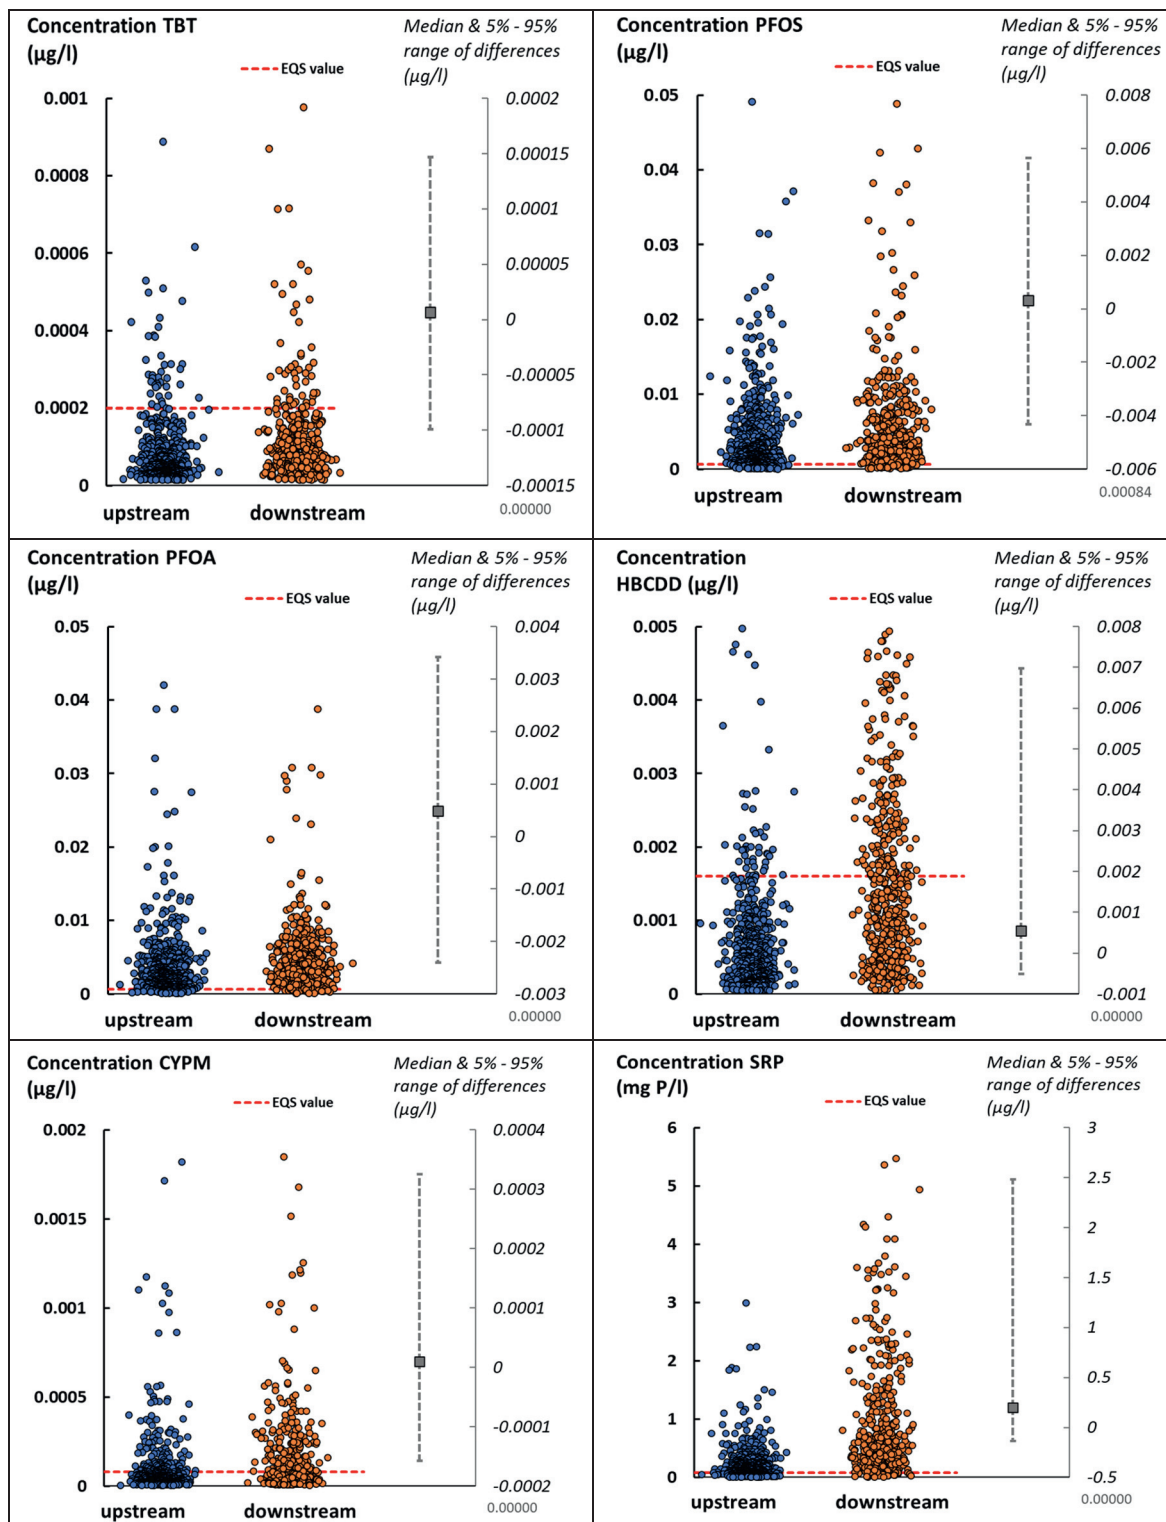 Concentration TBT
(µg/l)
Median & 5% - 95%
range of differences
(µg/l)
EQS value
0.001
0.0008
0.0006
0.0004
0.0002
0
0.0002
0.00015
0.0001
0.00005
0
-0.00005
-0.0001
-0.00015
0.00000
upstream
downstream
Concentration PFOS
(µg/l)
Median & 5% - 95%
range of differences
(µg/l)
EQS value
0.05
0.04
0.03
0.02
0.01
0
0.008
0.006
0.004
0.002
0
-0.002
-0.004
-0.006
0.00084
upstream
downstream
Concentration PFOA
(µg/l)
Median & 5% - 95%
range of differences
(µg/l)
EQS value
0.05
0.04
0.03
0.02
0.01
0
0.004
0.003
0.002
0.001
0
-0.001
-0.002
-0.003
0.00000
upstream
downstream
Concentration
HBCDD (µg/l)
Median & 5% - 95%
range of differences
(µg/l)
EQS value
0.005
0.004
0.003
0.002
0.001
0
0.008
0.007
0.006
0.005
0.004
0.003
0.002
0.001
0
-0.001
0.00000
upstream
downstream
Concentration CYPM
(µg/l)
Median & 5% - 95%
range of differences
(µg/l)
EQS value
0.002
0.0015
0.001
0.0005
0
0.0004
0.0003
0.0002
0.0001
0
-0.0001
-0.0002
0.00000
upstream
downstream
Concentration SRP
(mg P/l)
Median & 5% - 95%
range of differences
(µg/l)
EQS value
6
5
4
3
2
1
0
3
2.5
2
1.5
1
0.5
0
-0.5
0.00000
upstream
downstream